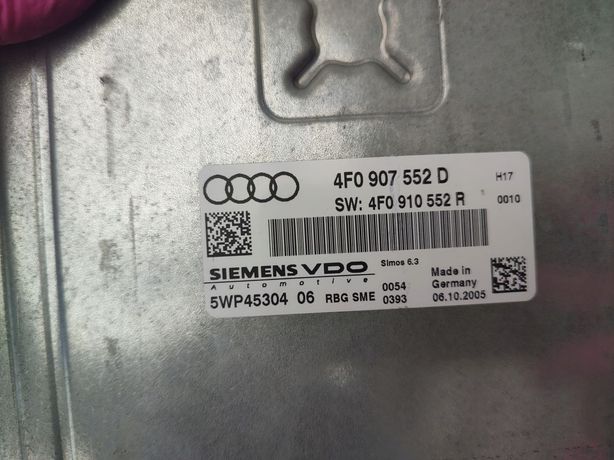 4F0 907 552 D
H17
SW: 4F0 910 552 R
0010
SIEMENS VDO
Automotive
Simos 6.3
5WP45304 06
RBG SME
0054
0393
Made in
Germany
06.10.2005